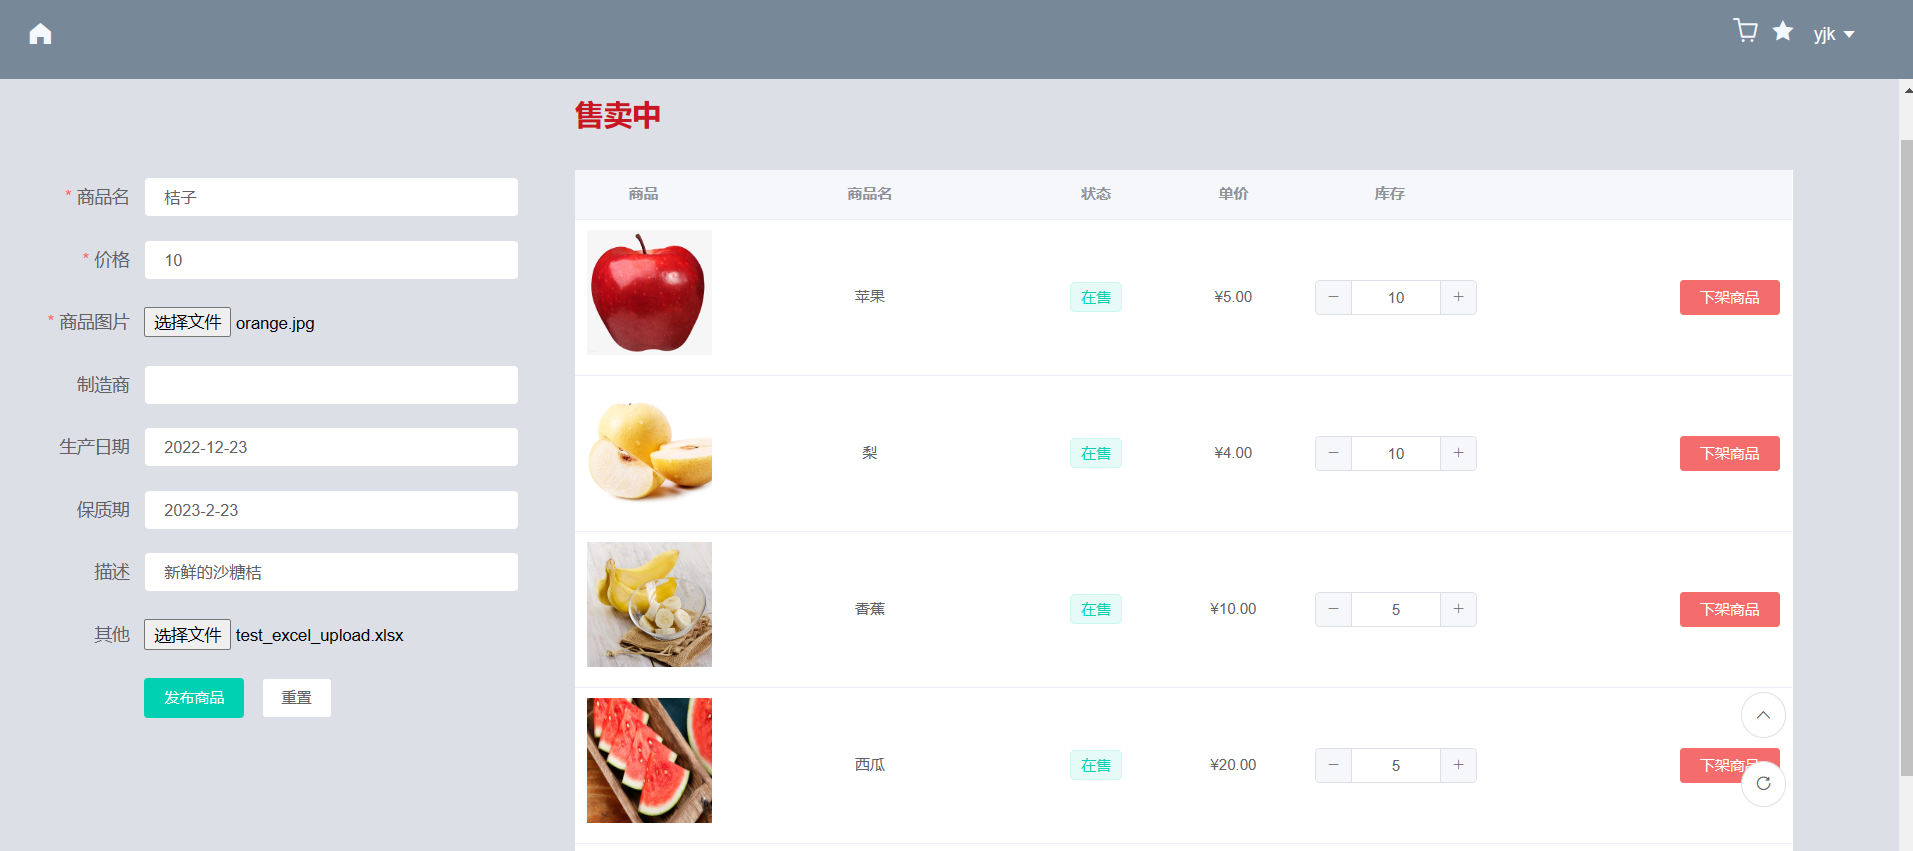 yjk
售卖中
* 商品名 桔子
* 价格 10
* 商品图片 选择文件 orange.jpg
制造商
生产日期 2022-12-23
保质期 2023-2-23
描述 新鲜的沙糖桔
其他 选择文件 test_excel_upload.xlsx
发布商品 重置
商品 商品名 状态 单价 库存
苹果 在售 ¥5.00 − 10 + 下架商品
梨 在售 ¥4.00 − 10 + 下架商品
香蕉 在售 ¥10.00 − 5 + 下架商品
西瓜 在售 ¥20.00 − 5 + 下架商品